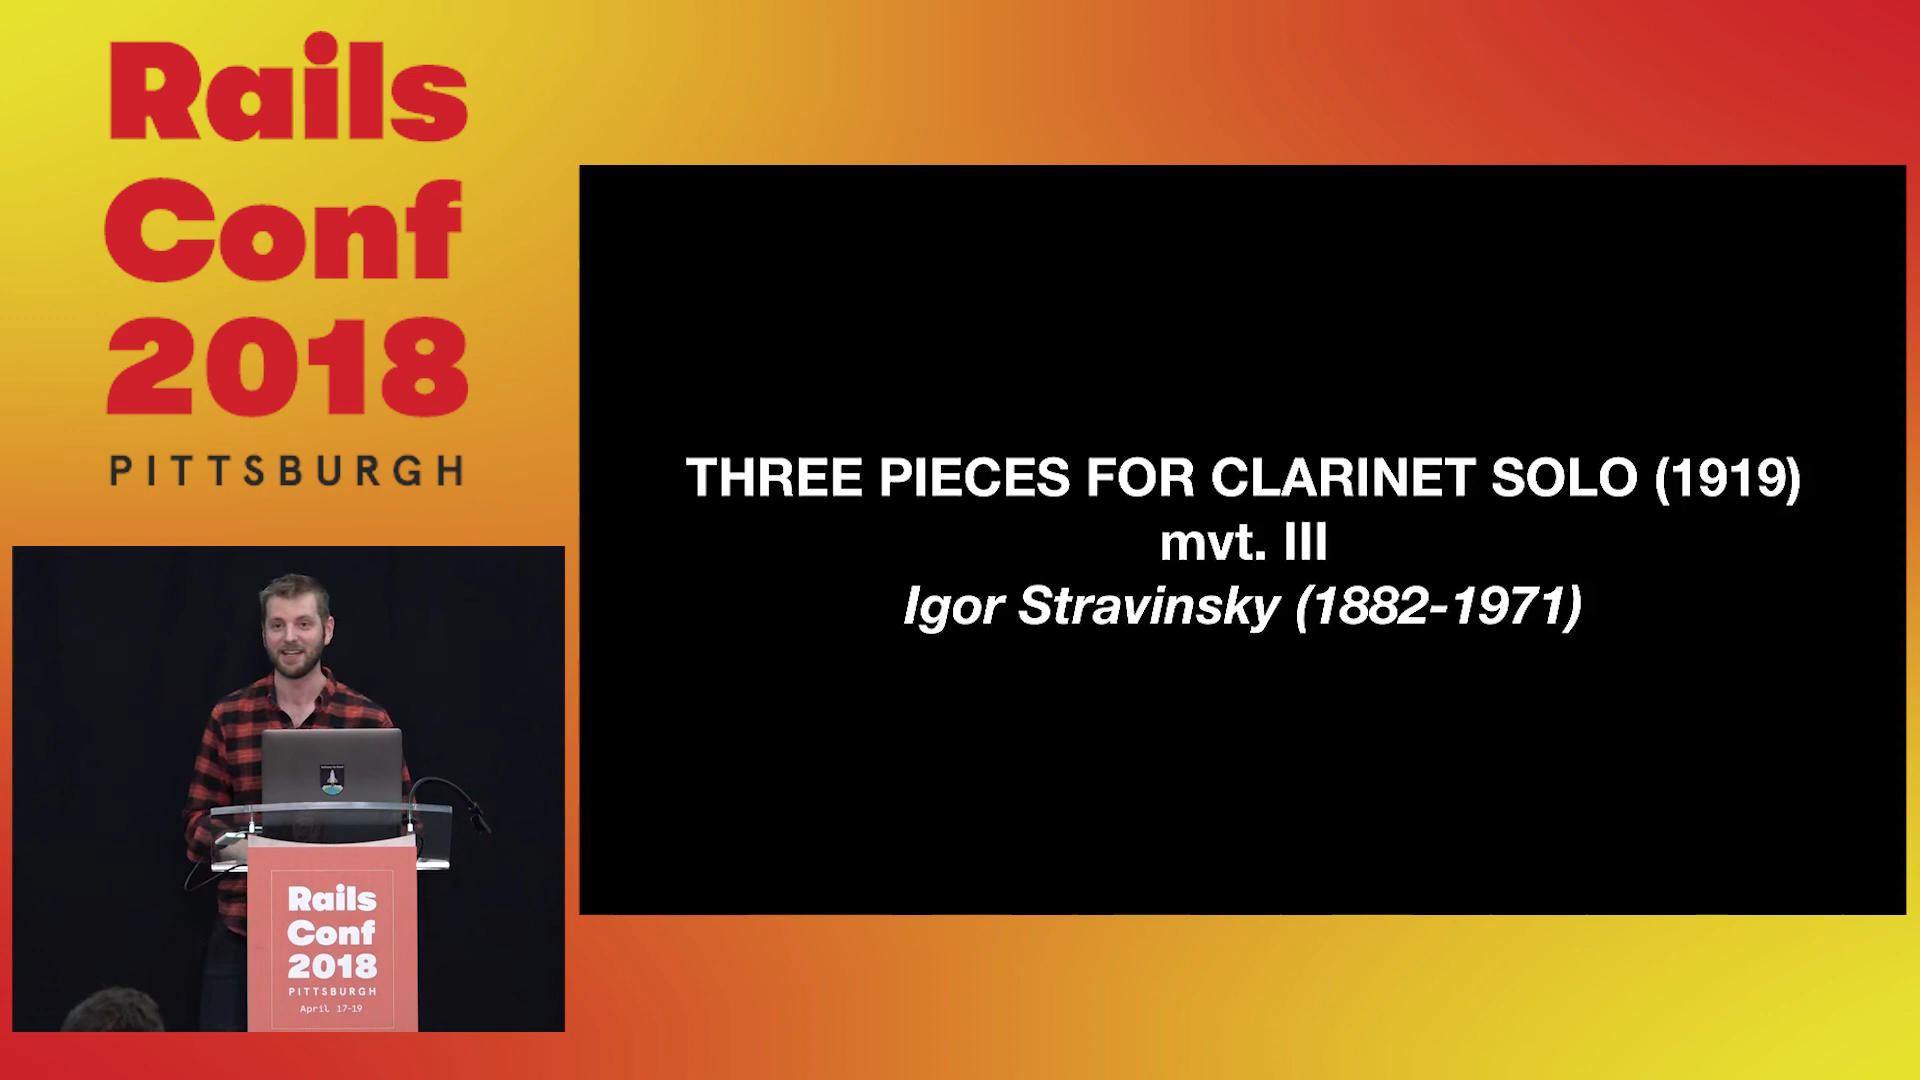 Rails
Conf
2018
PITTSBURGH
THREE PIECES FOR CLARINET SOLO (1919)
mvt. III
Igor Stravinsky (1882-1971)
Rails
Conf
2018
PITTSBURGH
April 17-19